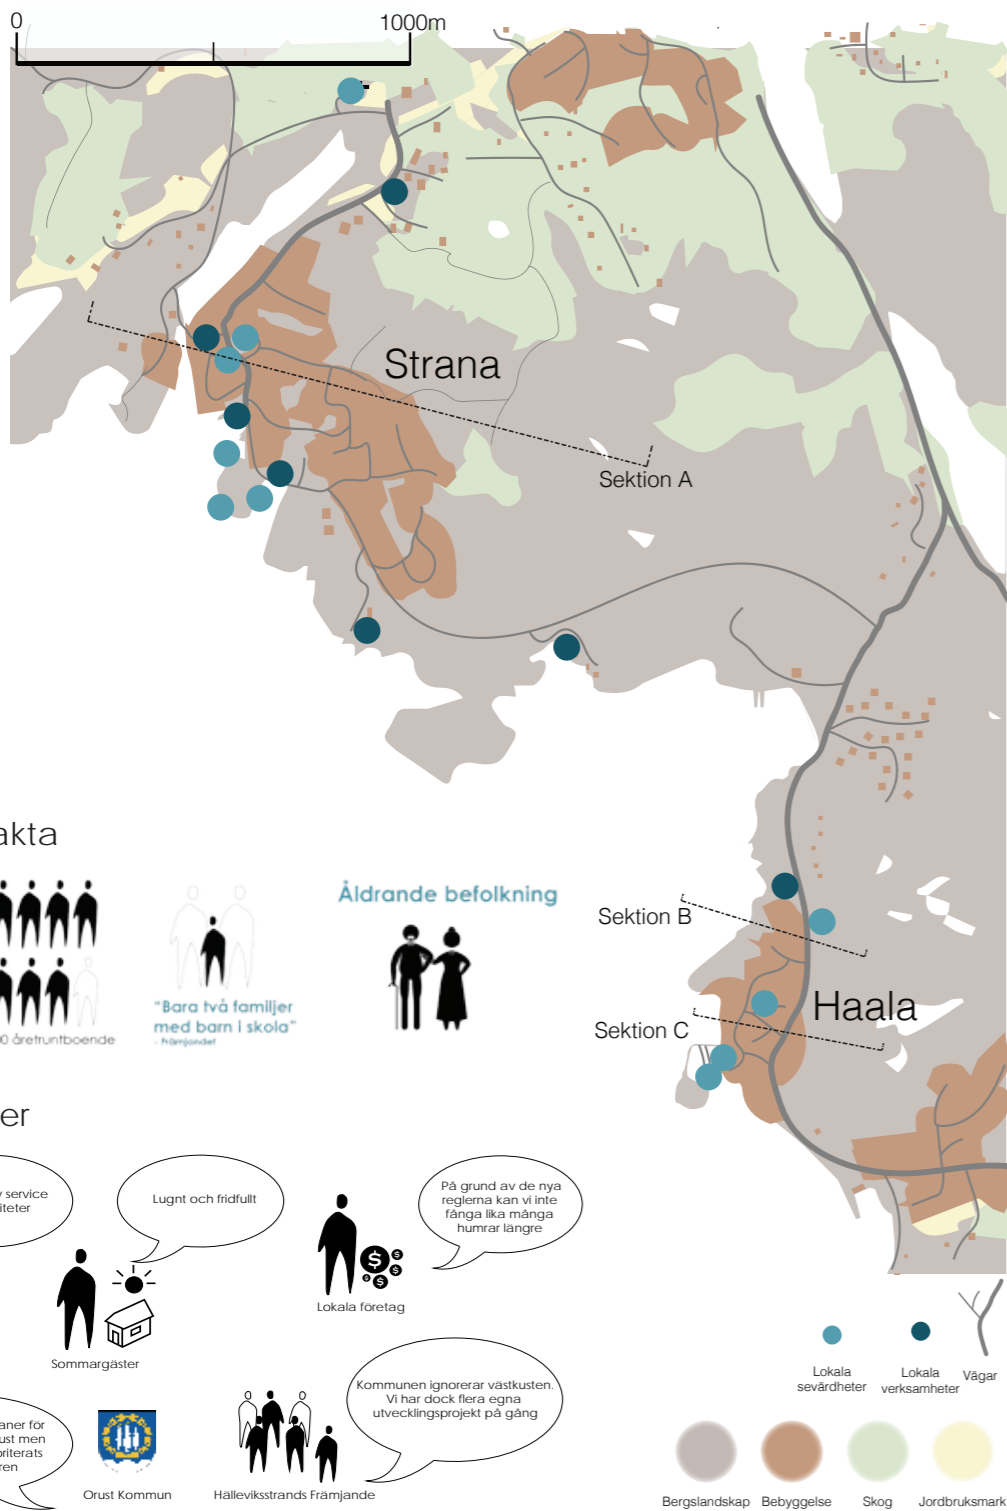 0
1000m
Strana
Sektion A
akta
Åldrande befolkning
"Bara två familjer
med barn i skola"
- Främjandet
00 åretruntboende
Sektion B
Haala
Sektion C
er
service
iteter
Lugnt och fridfullt
På grund av de nya
reglerna kan vi inte
fånga lika många
humrar längre
Lokala företag
Sommargäster
Kommunen ignorerar västkusten.
Vi har dock flera egna
utvecklingsprojekt på gång
aner för
ust men
oriterats
ren
Orust Kommun
Hälleviksstrands Främjande
Lokala
sevärdheter
Lokala
verksamheter
Vägar
Bergslandskap
Bebyggelse
Skog
Jordbruksmark